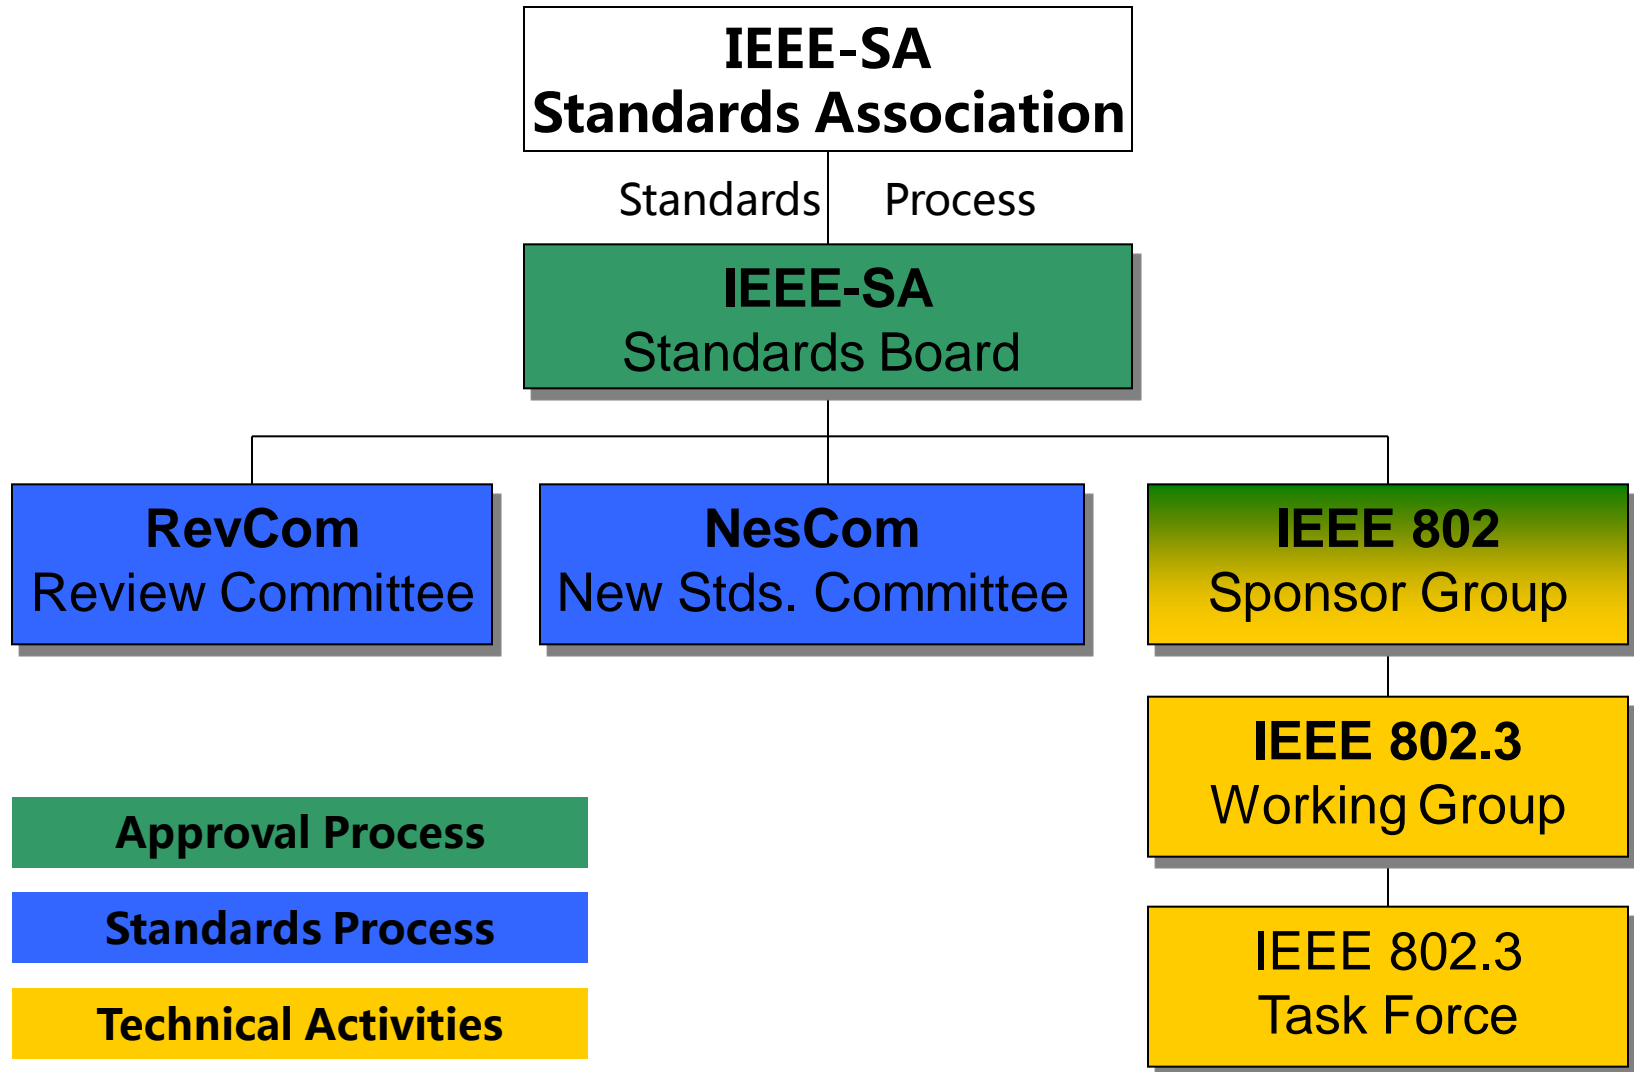 IEEE-SA
Standards Association
Standards Process
IEEE-SA
Standards Board
RevCom
Review Committee
NesCom
New Stds. Committee
IEEE 802
Sponsor Group
IEEE 802.3
Working Group
IEEE 802.3
Task Force
Approval Process
Standards Process
Technical Activities